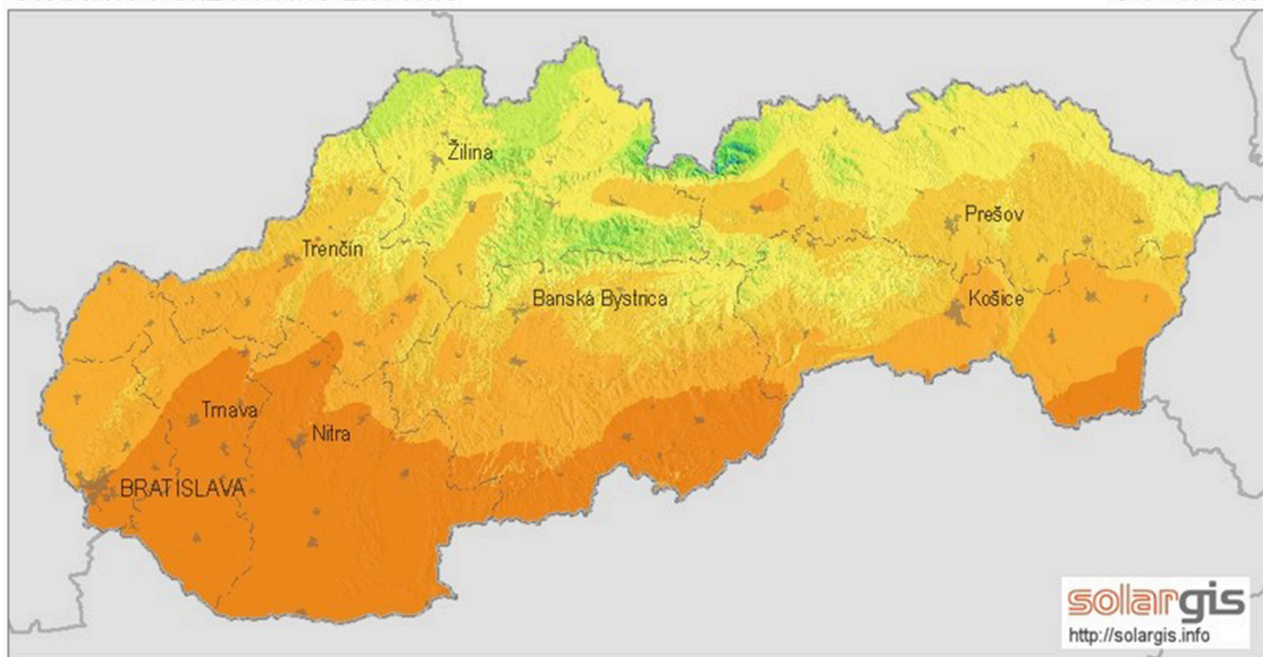 Žilina
Prešov
Trenčín
Banská Bystrica
Košice
Trnava
Nitra
BRATISLAVA
solargis
http://solargis.info